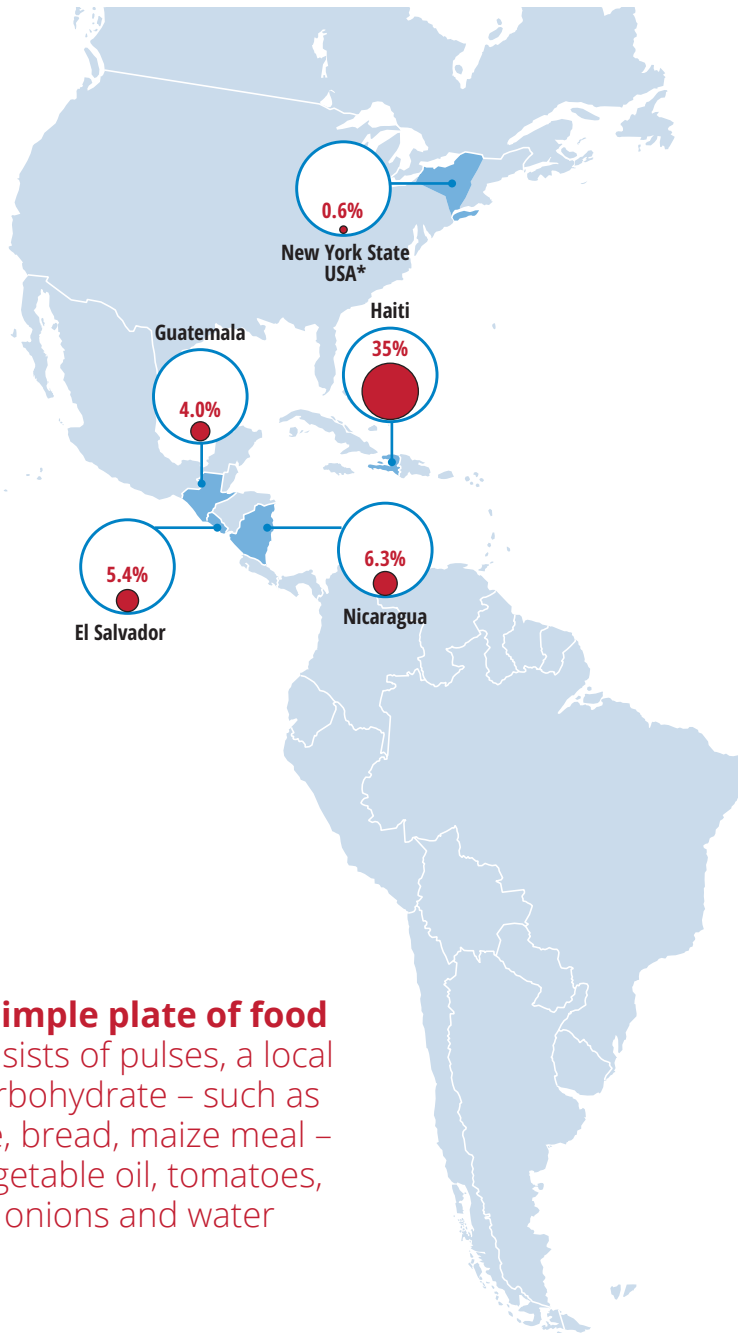 0.6%
New York State
USA*
Haiti
35%
Guatemala
4.0%
5.4%
El Salvador
6.3%
Nicaragua
imple plate of food
sists of pulses, a local
rbohydrate – such as
e, bread, maize meal –
getable oil, tomatoes,
onions and water